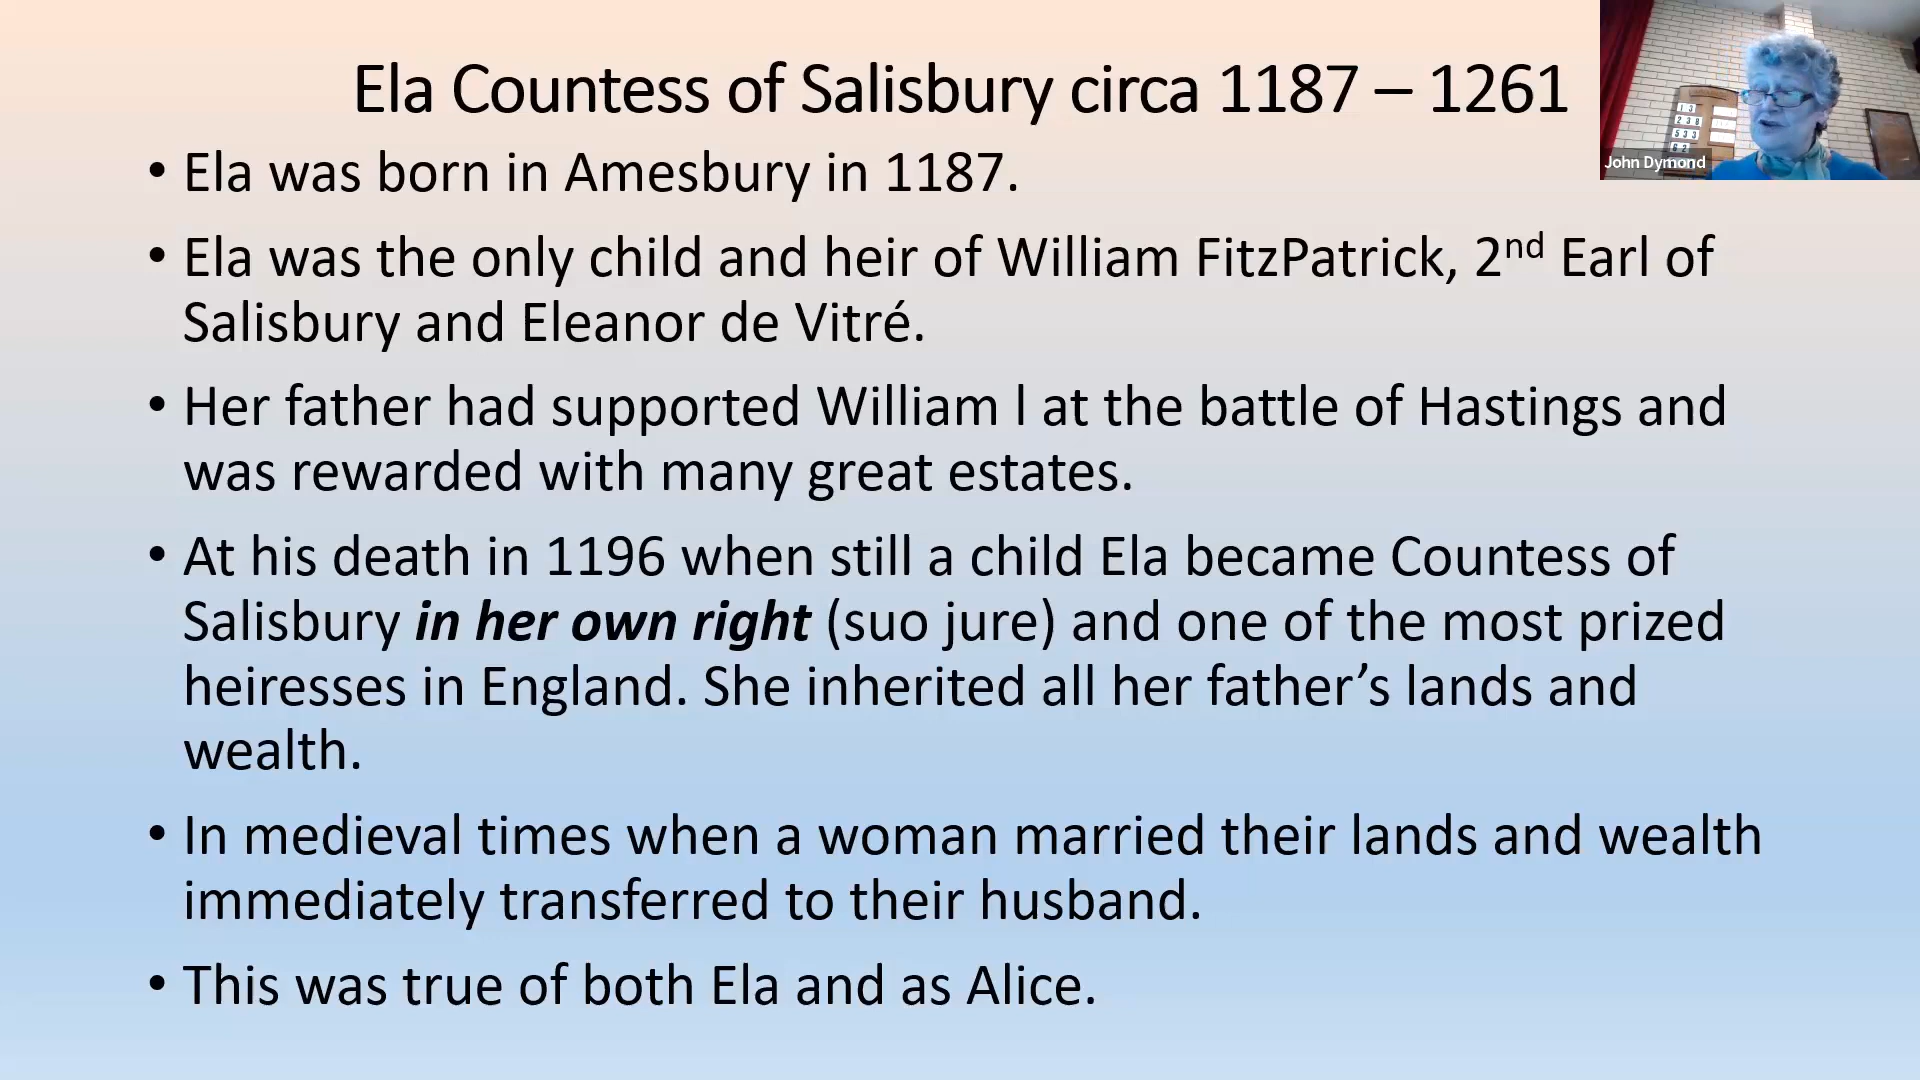 Ela Countess of Salisbury circa 1187 – 1261
• Ela was born in Amesbury in 1187.
• Ela was the only child and heir of William FitzPatrick, 2nd Earl of
Salisbury and Eleanor de Vitré.
• Her father had supported William l at the battle of Hastings and
was rewarded with many great estates.
• At his death in 1196 when still a child Ela became Countess of
Salisbury in her own right (suo jure) and one of the most prized
heiresses in England. She inherited all her father’s lands and
wealth.
• In medieval times when a woman married their lands and wealth
immediately transferred to their husband.
• This was true of both Ela and as Alice.
13
238
533
62
John Dymond